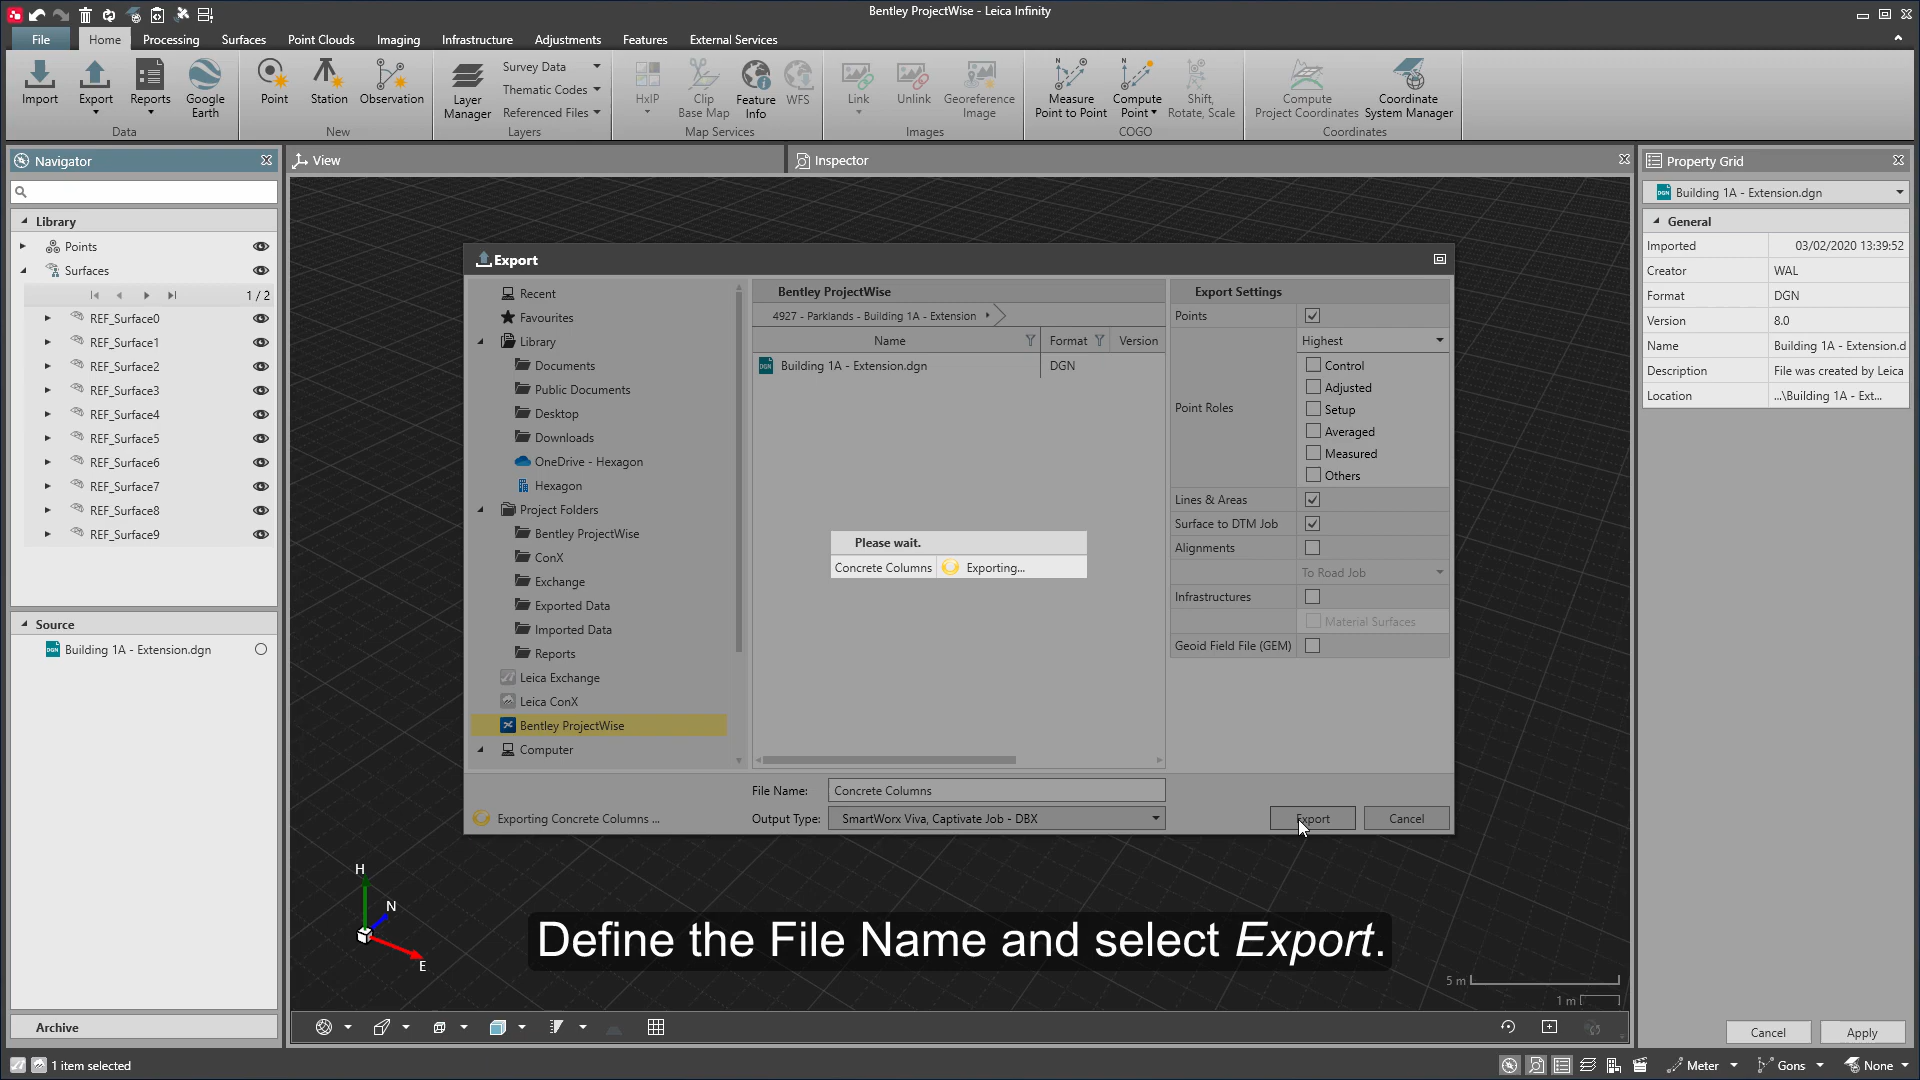 Bentley ProjectWise - Leica Infinity
File Home Processing Surfaces Point Clouds Imaging Infrastructure Adjustments Features External Services
Import Export Reports Google Earth
Data
Point Station Observation
New
Layer Manager
Survey Data
Thematic Codes
Referenced Files
Layers
HxIP Clip Base Map Feature Info WFS
Map Services
Link Unlink Georeference Image
Images
Measure Point to Point Compute Point Shift, Rotate, Scale
COGO
Compute Project Coordinates Coordinate System Manager
Coordinates
Navigator
Library
Points
Surfaces
1 / 2
REF_Surface0
REF_Surface1
REF_Surface2
REF_Surface3
REF_Surface4
REF_Surface5
REF_Surface6
REF_Surface7
REF_Surface8
REF_Surface9
Source
DGN Building 1A - Extension.dgn
Archive
View
Inspector
Export
Recent
Favourites
Library
Documents
Public Documents
Desktop
Downloads
OneDrive - Hexagon
Hexagon
Project Folders
Bentley ProjectWise
ConX
Exchange
Exported Data
Imported Data
Reports
Leica Exchange
Leica ConX
Bentley ProjectWise
Computer
Bentley ProjectWise
4927 - Parklands - Building 1A - Extension
Name Format Version
DGN Building 1A - Extension.dgn DGN
Please wait.
Concrete Columns Exporting...
Export Settings
Points
Highest
Point Roles
Control
Adjusted
Setup
Averaged
Measured
Others
Lines & Areas
Surface to DTM Job
Alignments
To Road Job
Infrastructures
Material Surfaces
Geoid Field File (GEM)
File Name: Concrete Columns
Exporting Concrete Columns ...
Output Type: SmartWorx Viva, Captivate Job - DBX
Export Cancel
H
N
E
Define the File Name and select Export.
5 m
1 m
Property Grid
DGN Building 1A - Extension.dgn
General
Imported 03/02/2020 13:39:52
Creator WAL
Format DGN
Version 8.0
Name Building 1A - Extension.d
Description File was created by Leica
Location ...\Building 1A - Ext...
Cancel Apply
1 item selected
Meter Gons None